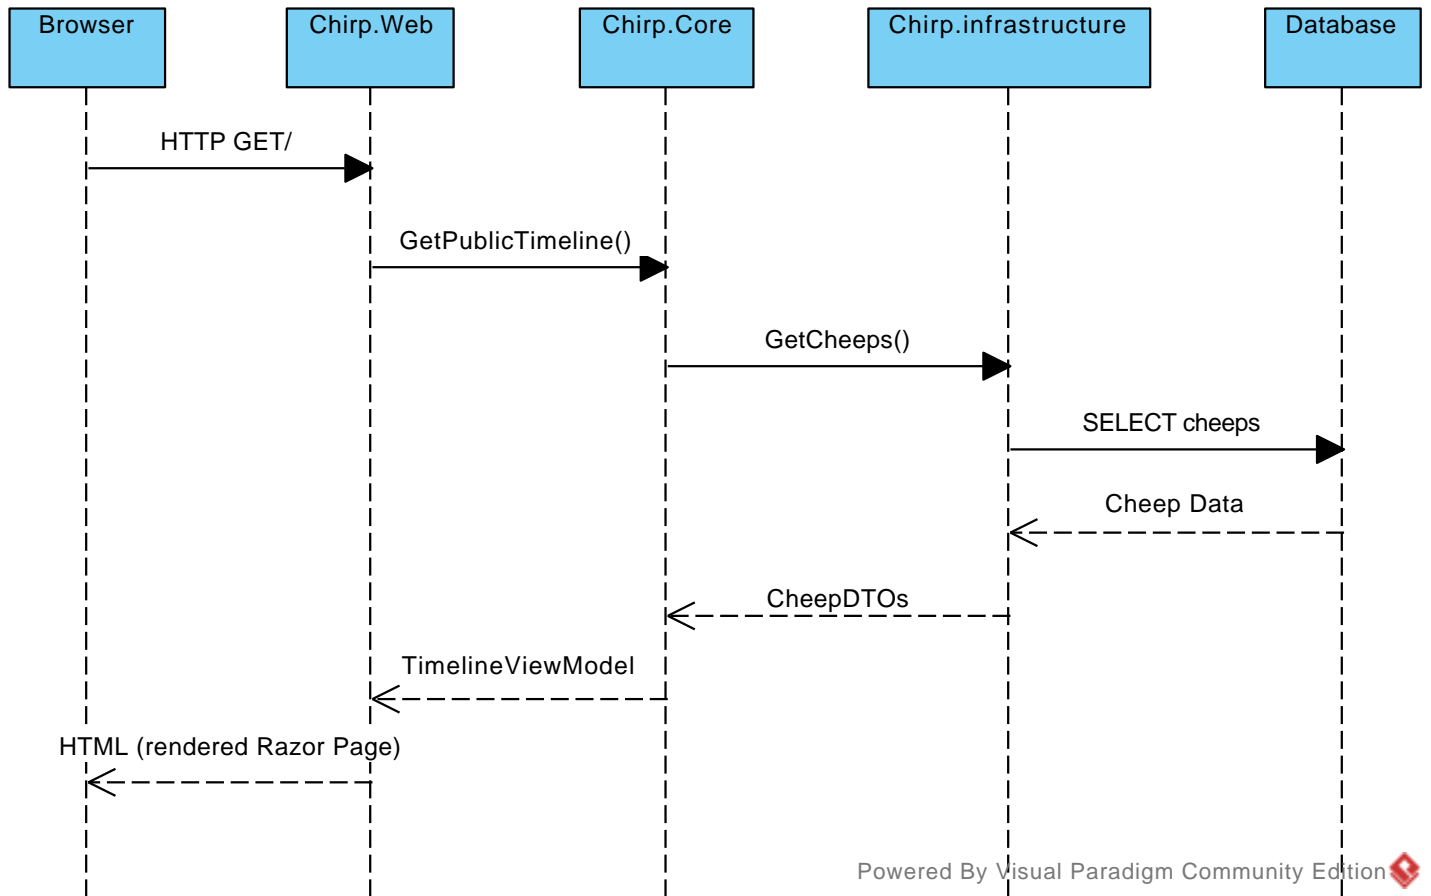 Browser
Chirp.Web
Chirp.Core
Chirp.infrastructure
Database
HTTP GET/
GetPublicTimeline()
GetCheeps()
SELECT cheeps
Cheep Data
CheepDTOs
TimelineViewModel
HTML (rendered Razor Page)
Powered By Visual Paradigm Community Edition